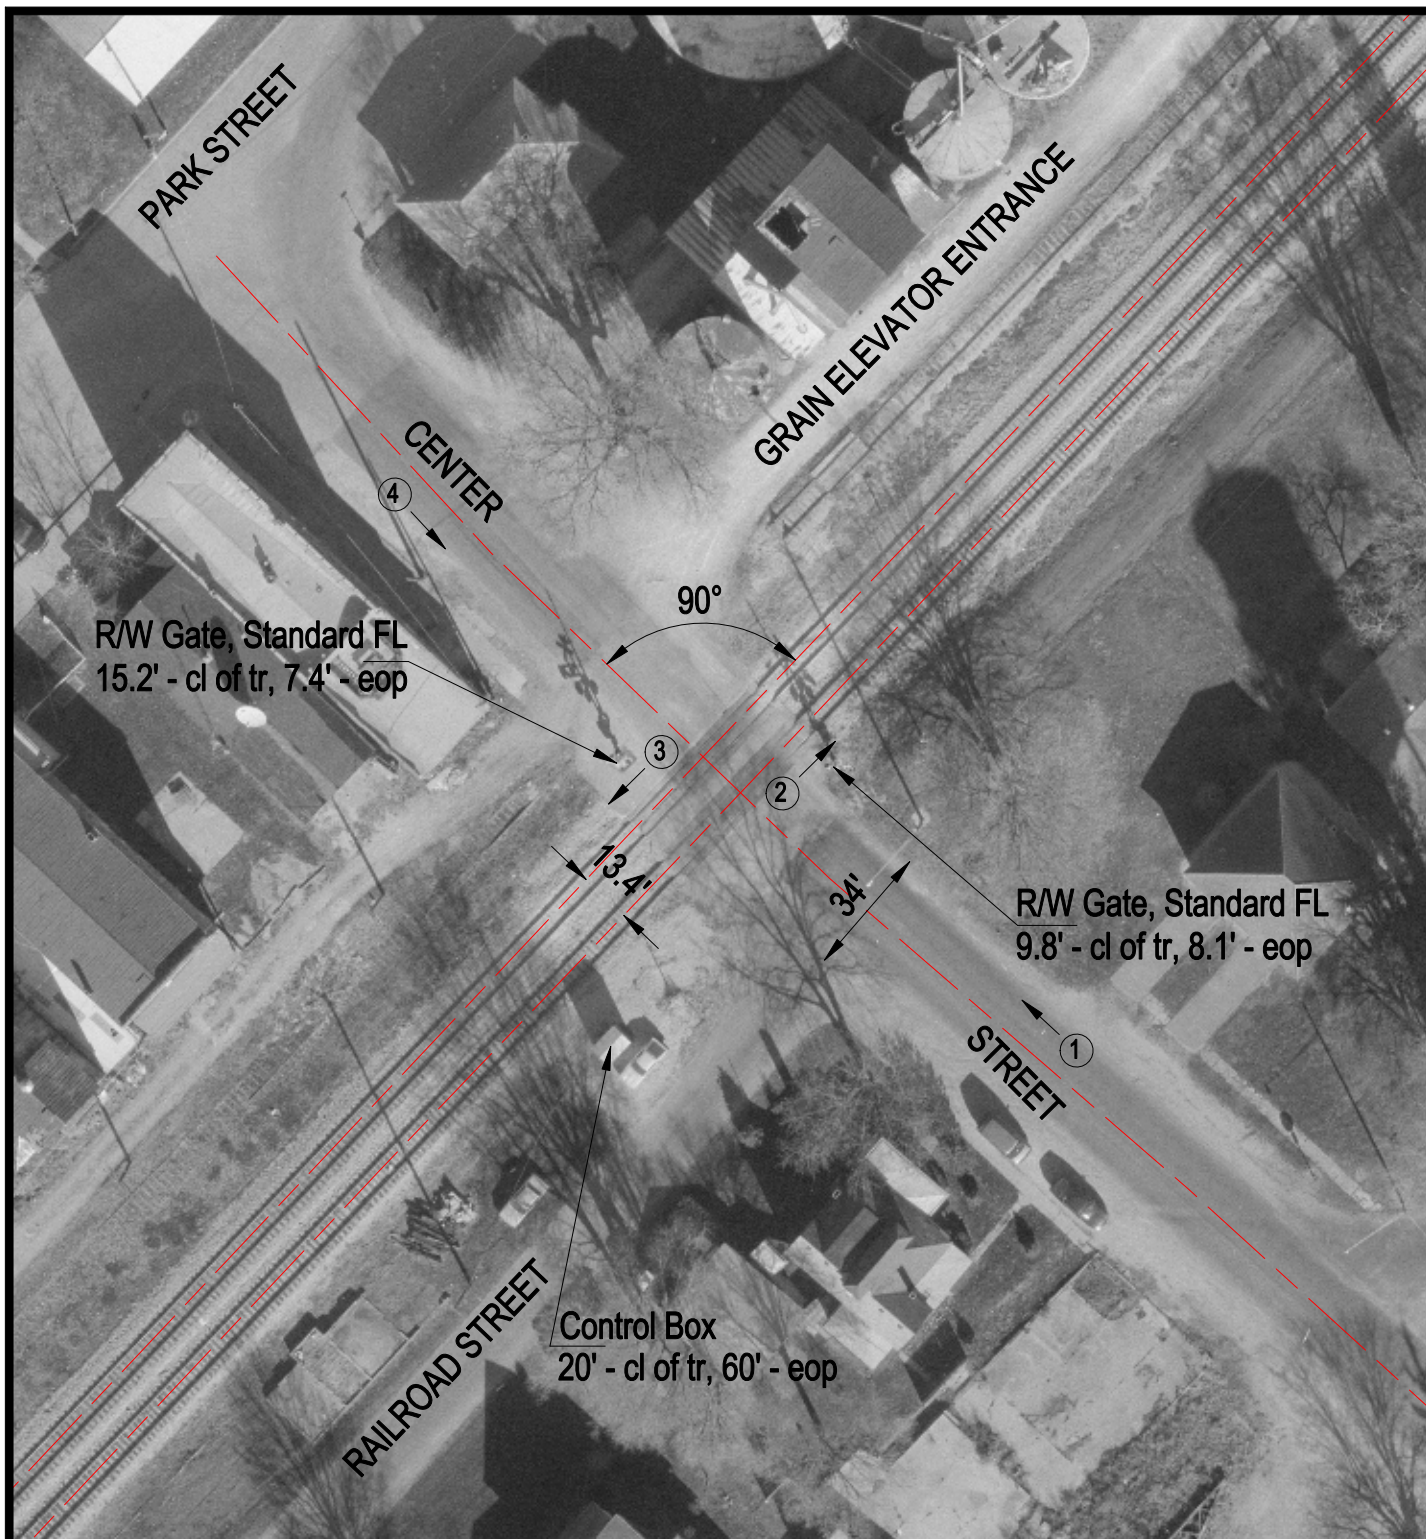 PARK STREET
GRAIN ELEVATOR ENTRANCE
CENTER
4
90°
R/W Gate, Standard FL
15.2' - cl of tr, 7.4' - eop
3
2
13.4'
34'
R/W Gate, Standard FL
9.8' - cl of tr, 8.1' - eop
STREET
1
RAILROAD STREET
Control Box
20' - cl of tr, 60' - eop